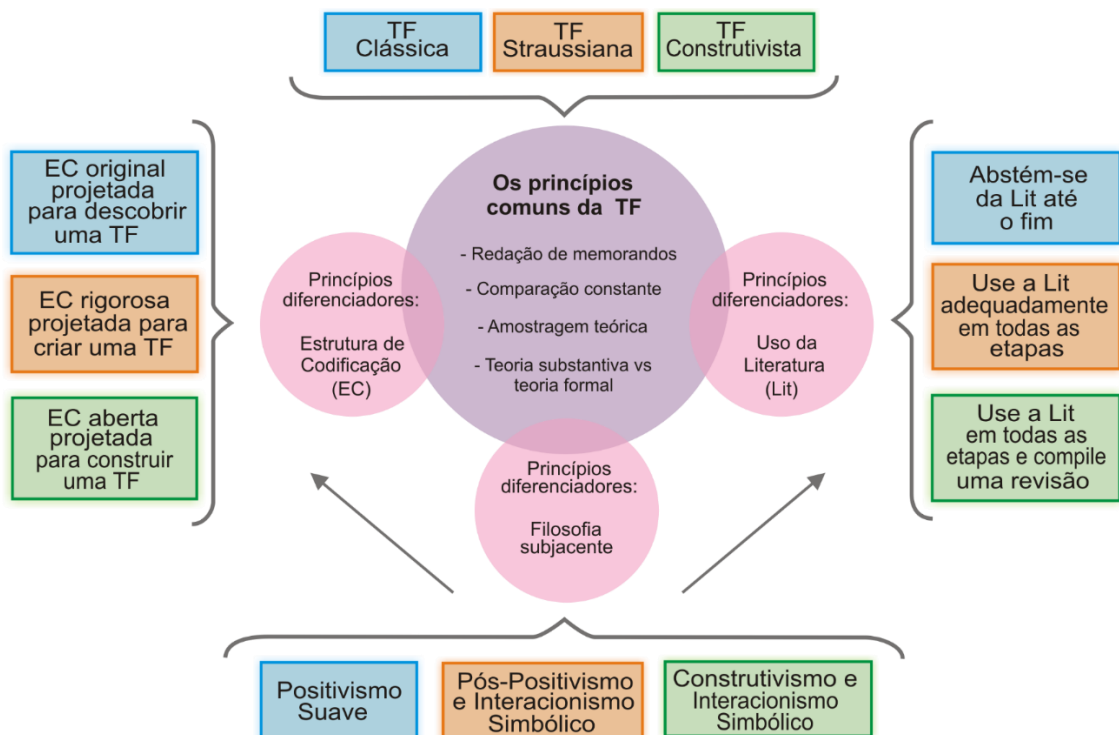 TF
Clássica
TF
Straussiana
TF
Construtivista
EC original
projetada
para descobrir
uma TF
EC rigorosa
projetada para
criar uma TF
EC aberta
projetada
para construir
uma TF
Os princípios
comuns da TF
- Redação de memorandos
- Comparação constante
- Amostragem teórica
- Teoria substantiva vs
teoria formal
Princípios
diferenciadores:
Estrutura de
Codificação
(EC)
Princípios
diferenciadores:
Uso da
Literatura
(Lit)
Princípios
diferenciadores:
Filosofia
subjacente
Abstém-se
da Lit até
o fim
Use a Lit
adequadamente
em todas as
etapas
Use a Lit
em todas as
etapas e compile
uma revisão
Positivismo
Suave
Pós-Positivismo
e Interacionismo
Simbólico
Construtivismo e
Interacionismo
Simbólico